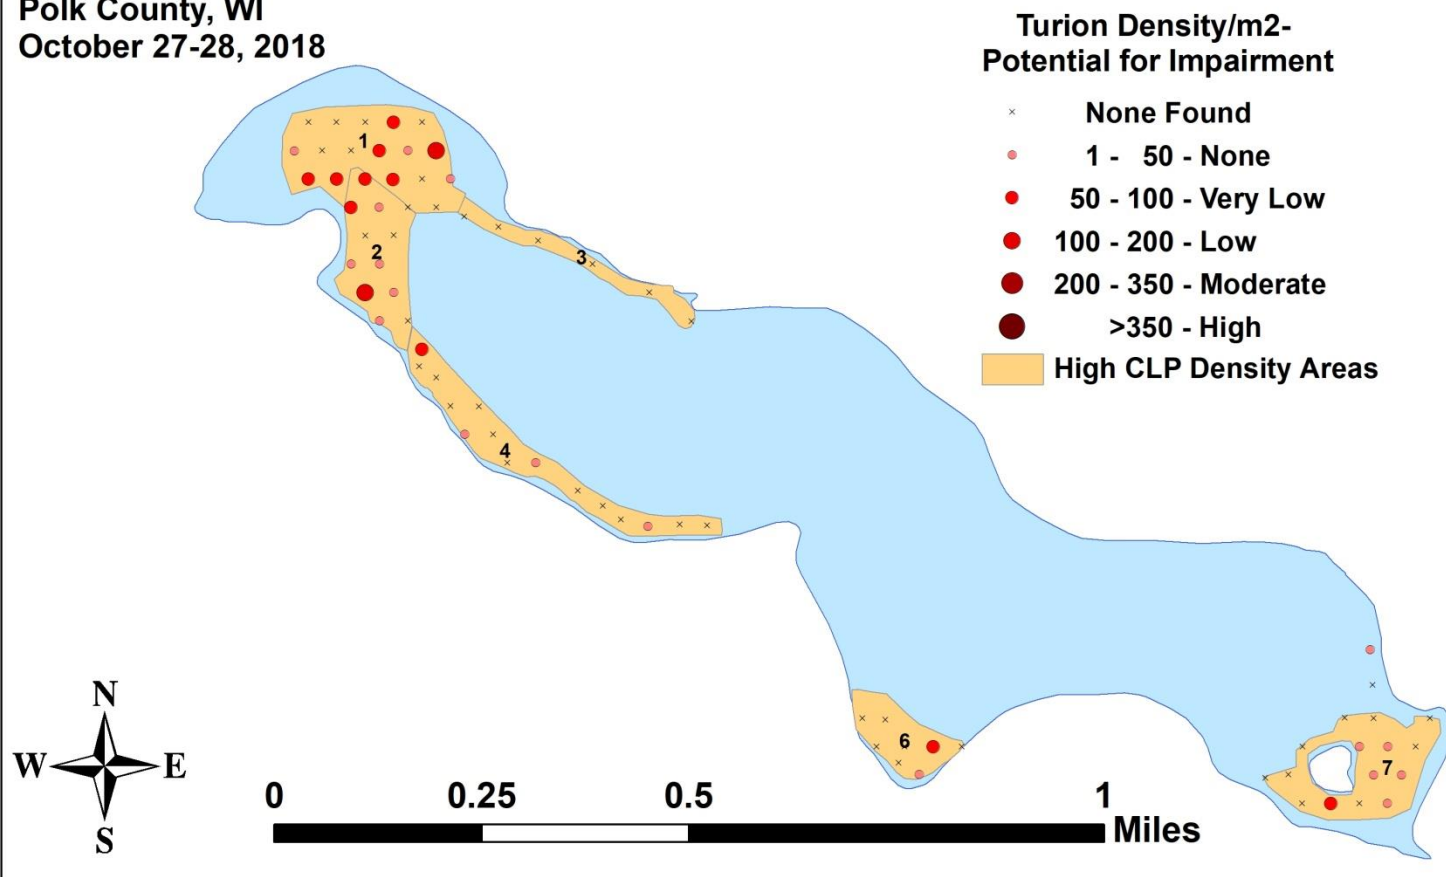 Polk County, WI
October 27-28, 2018
Turion Density/m2-
Potential for Impairment
None Found
1 - 50 - None
50 - 100 - Very Low
100 - 200 - Low
200 - 350 - Moderate
>350 - High
High CLP Density Areas
1
2
3
4
6
7
N
W E
S
0 0.25 0.5 1
Miles